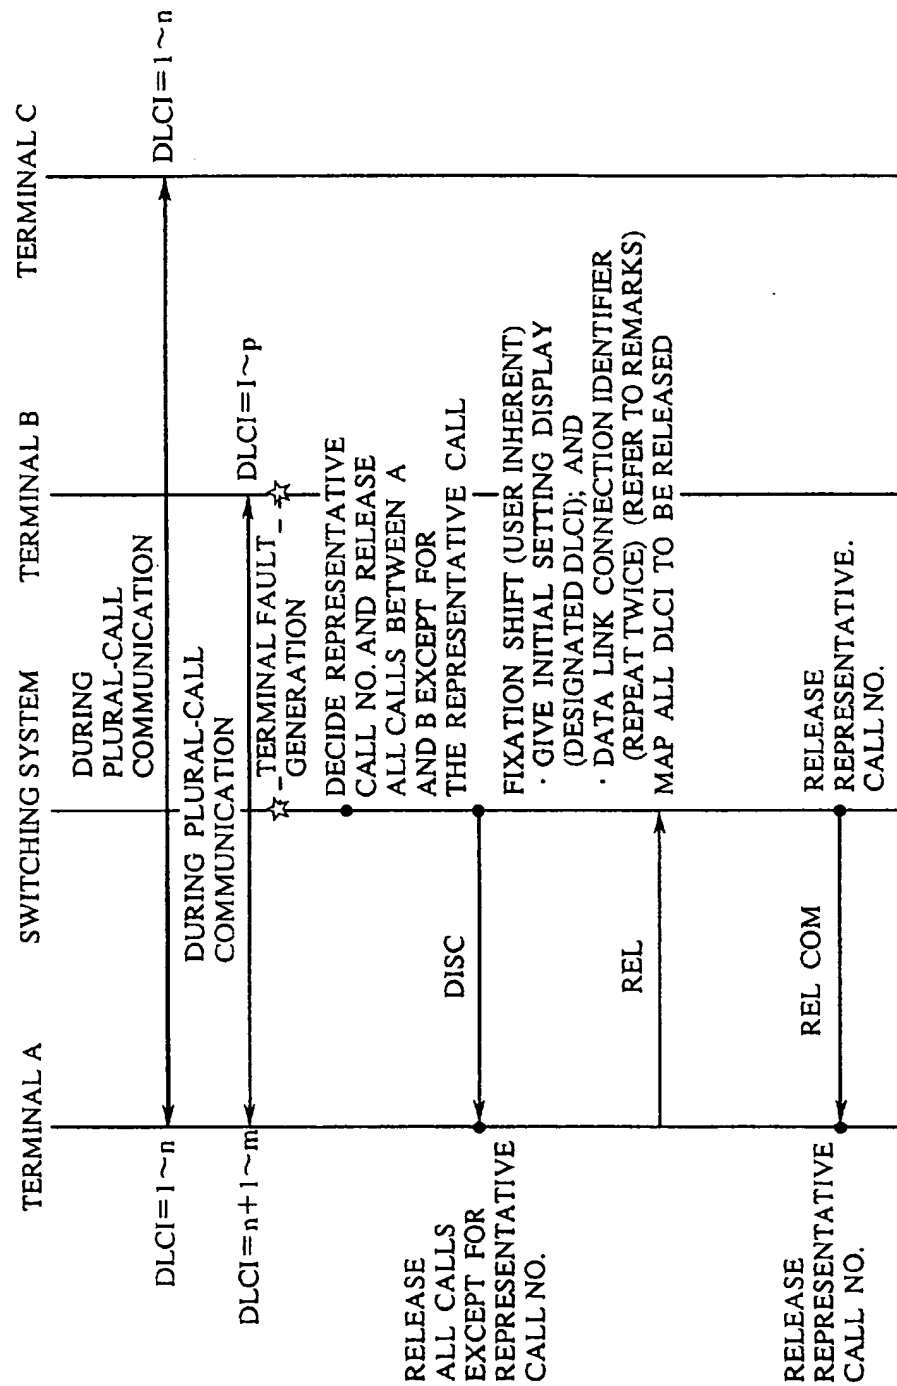 TERMINAL A
SWITCHING SYSTEM
TERMINAL B
TERMINAL C
DURING
PLURAL-CALL
COMMUNICATION
DLCI=1~n
DLCI=1~n
DURING PLURAL-CALL
COMMUNICATION
DLCI=n+1~m
DLCI=1~p
TERMINAL FAULT
GENERATION
DECIDE REPRESENTATIVE
CALL NO. AND RELEASE
ALL CALLS BETWEEN A
AND B EXCEPT FOR
THE REPRESENTATIVE CALL
RELEASE
ALL CALLS
EXCEPT FOR
REPRESENTATIVE
CALL NO.
DISC
FIXATION SHIFT (USER INHERENT)
· GIVE INITIAL SETTING DISPLAY
(DESIGNATED DLCI); AND
· DATA LINK CONNECTION IDENTIFIER
(REPEAT TWICE) (REFER TO REMARKS)
MAP ALL DLCI TO BE RELEASED
REL
RELEASE
REPRESENTATIVE
CALL NO.
REL COM
RELEASE
REPRESENTATIVE.
CALL NO.